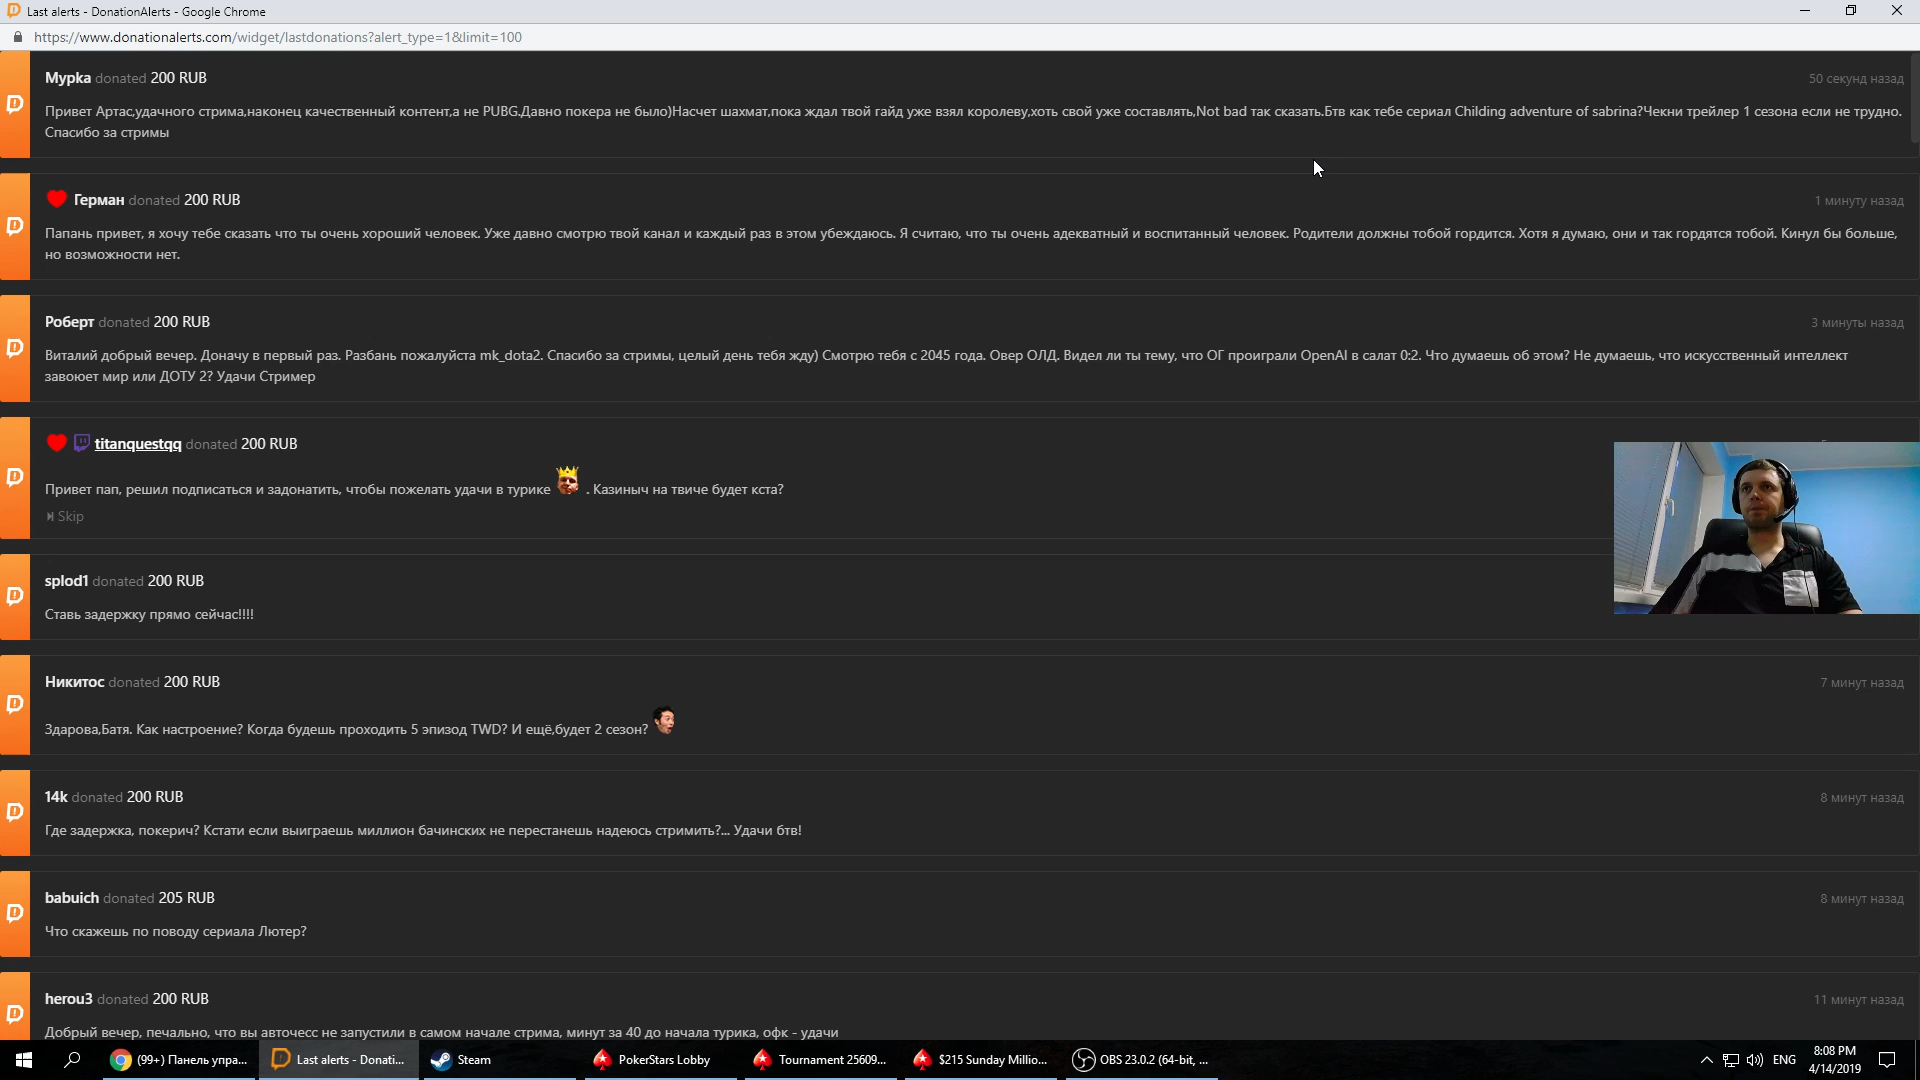 Last alerts - DonationAlerts - Google Chrome
https://www.donationalerts.com/widget/lastdonations?alert_type=1&limit=100
Мурка donated 200 RUB
50 секунд назад
Привет Артас,удачного стрима,наконец качественный контент,а не PUBG.Давно покера не было)Насчет шахмат,пока ждал твой гайд уже взял королеву,хоть свой уже составлять,Not bad так сказать.Бтв как тебе сериал Childing adventure of sabrina?Чекни трейлер 1 сезона если не трудно.
Спасибо за стримы
Герман donated 200 RUB
1 минуту назад
Папань привет, я хочу тебе сказать что ты очень хороший человек. Уже давно смотрю твой канал и каждый раз в этом убеждаюсь. Я считаю, что ты очень адекватный и воспитанный человек. Родители должны тобой гордится. Хотя я думаю, они и так гордятся тобой. Кинул бы больше,
но возможности нет.
Роберт donated 200 RUB
3 минуты назад
Виталий добрый вечер. Доначу в первый раз. Разбань пожалуйста mk_dota2. Спасибо за стримы, целый день тебя жду) Смотрю тебя с 2045 года. Овер ОЛД. Видел ли ты тему, что ОГ проиграли OpenAI в салат 0:2. Что думаешь об этом? Не думаешь, что искусственный интеллект
завоюет мир или ДОТУ 2? Удачи Стример
titanquestqq donated 200 RUB
Привет пап, решил подписаться и задонатить, чтобы пожелать удачи в турике . Казиныч на твиче будет кста?
Skip
splod1 donated 200 RUB
Ставь задержку прямо сейчас!!!!
Никитос donated 200 RUB
7 минут назад
Здарова,Батя. Как настроение? Когда будешь проходить 5 эпизод TWD? И ещё,будет 2 сезон?
14k donated 200 RUB
8 минут назад
Где задержка, покерич? Кстати если выиграешь миллион бачинских не перестанешь надеюсь стримить?... Удачи бтв!
babuich donated 205 RUB
8 минут назад
Что скажешь по поводу сериала Лютер?
herou3 donated 200 RUB
11 минут назад
Добрый вечер, печально, что вы авточесс не запустили в самом начале стрима, минут за 40 до начала турика, офк - удачи
(99+) Панель упра...
Last alerts - Donati...
Steam
PokerStars Lobby
Tournament 25609...
$215 Sunday Millio...
OBS 23.0.2 (64-bit, ...
ENG
8:08 PM
4/14/2019